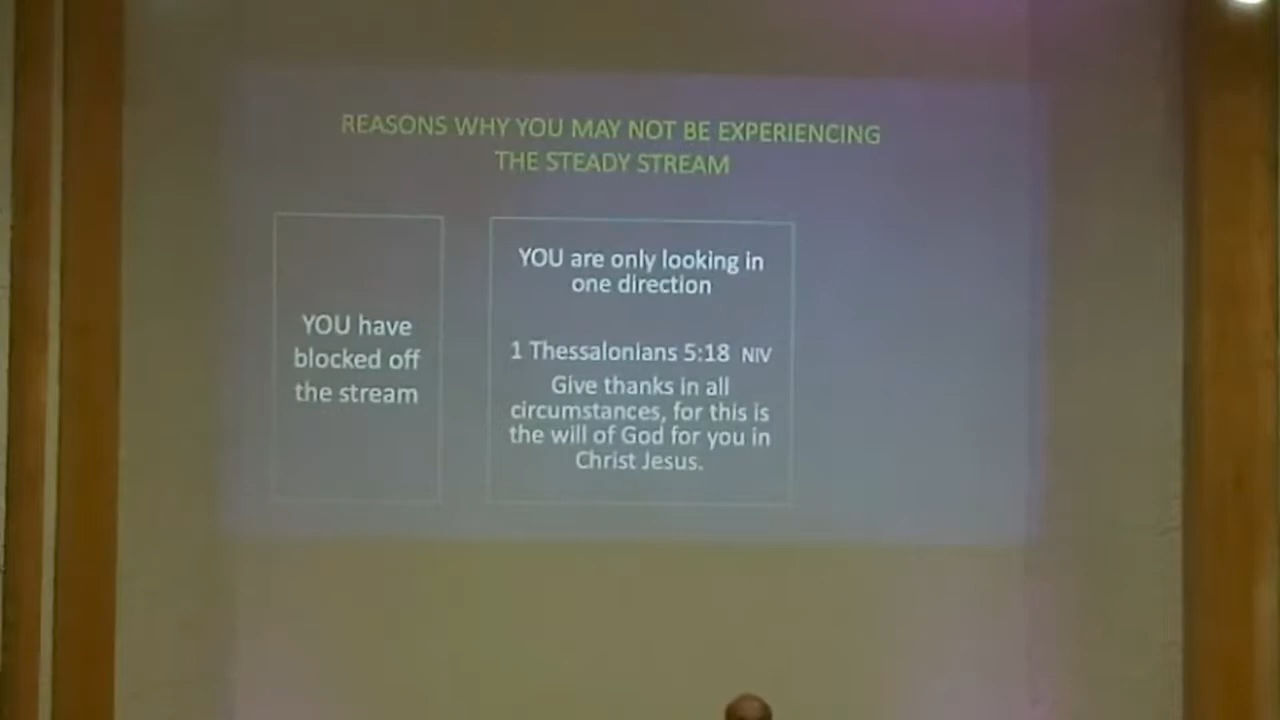 REASONS WHY YOU MAY NOT BE EXPERIENCING
THE STEADY STREAM
YOU have
blocked off
the stream
YOU are only looking in
one direction
1 Thessalonians 5:18 NIV
Give thanks in all
circumstances, for this is
the will of God for you in
Christ Jesus.